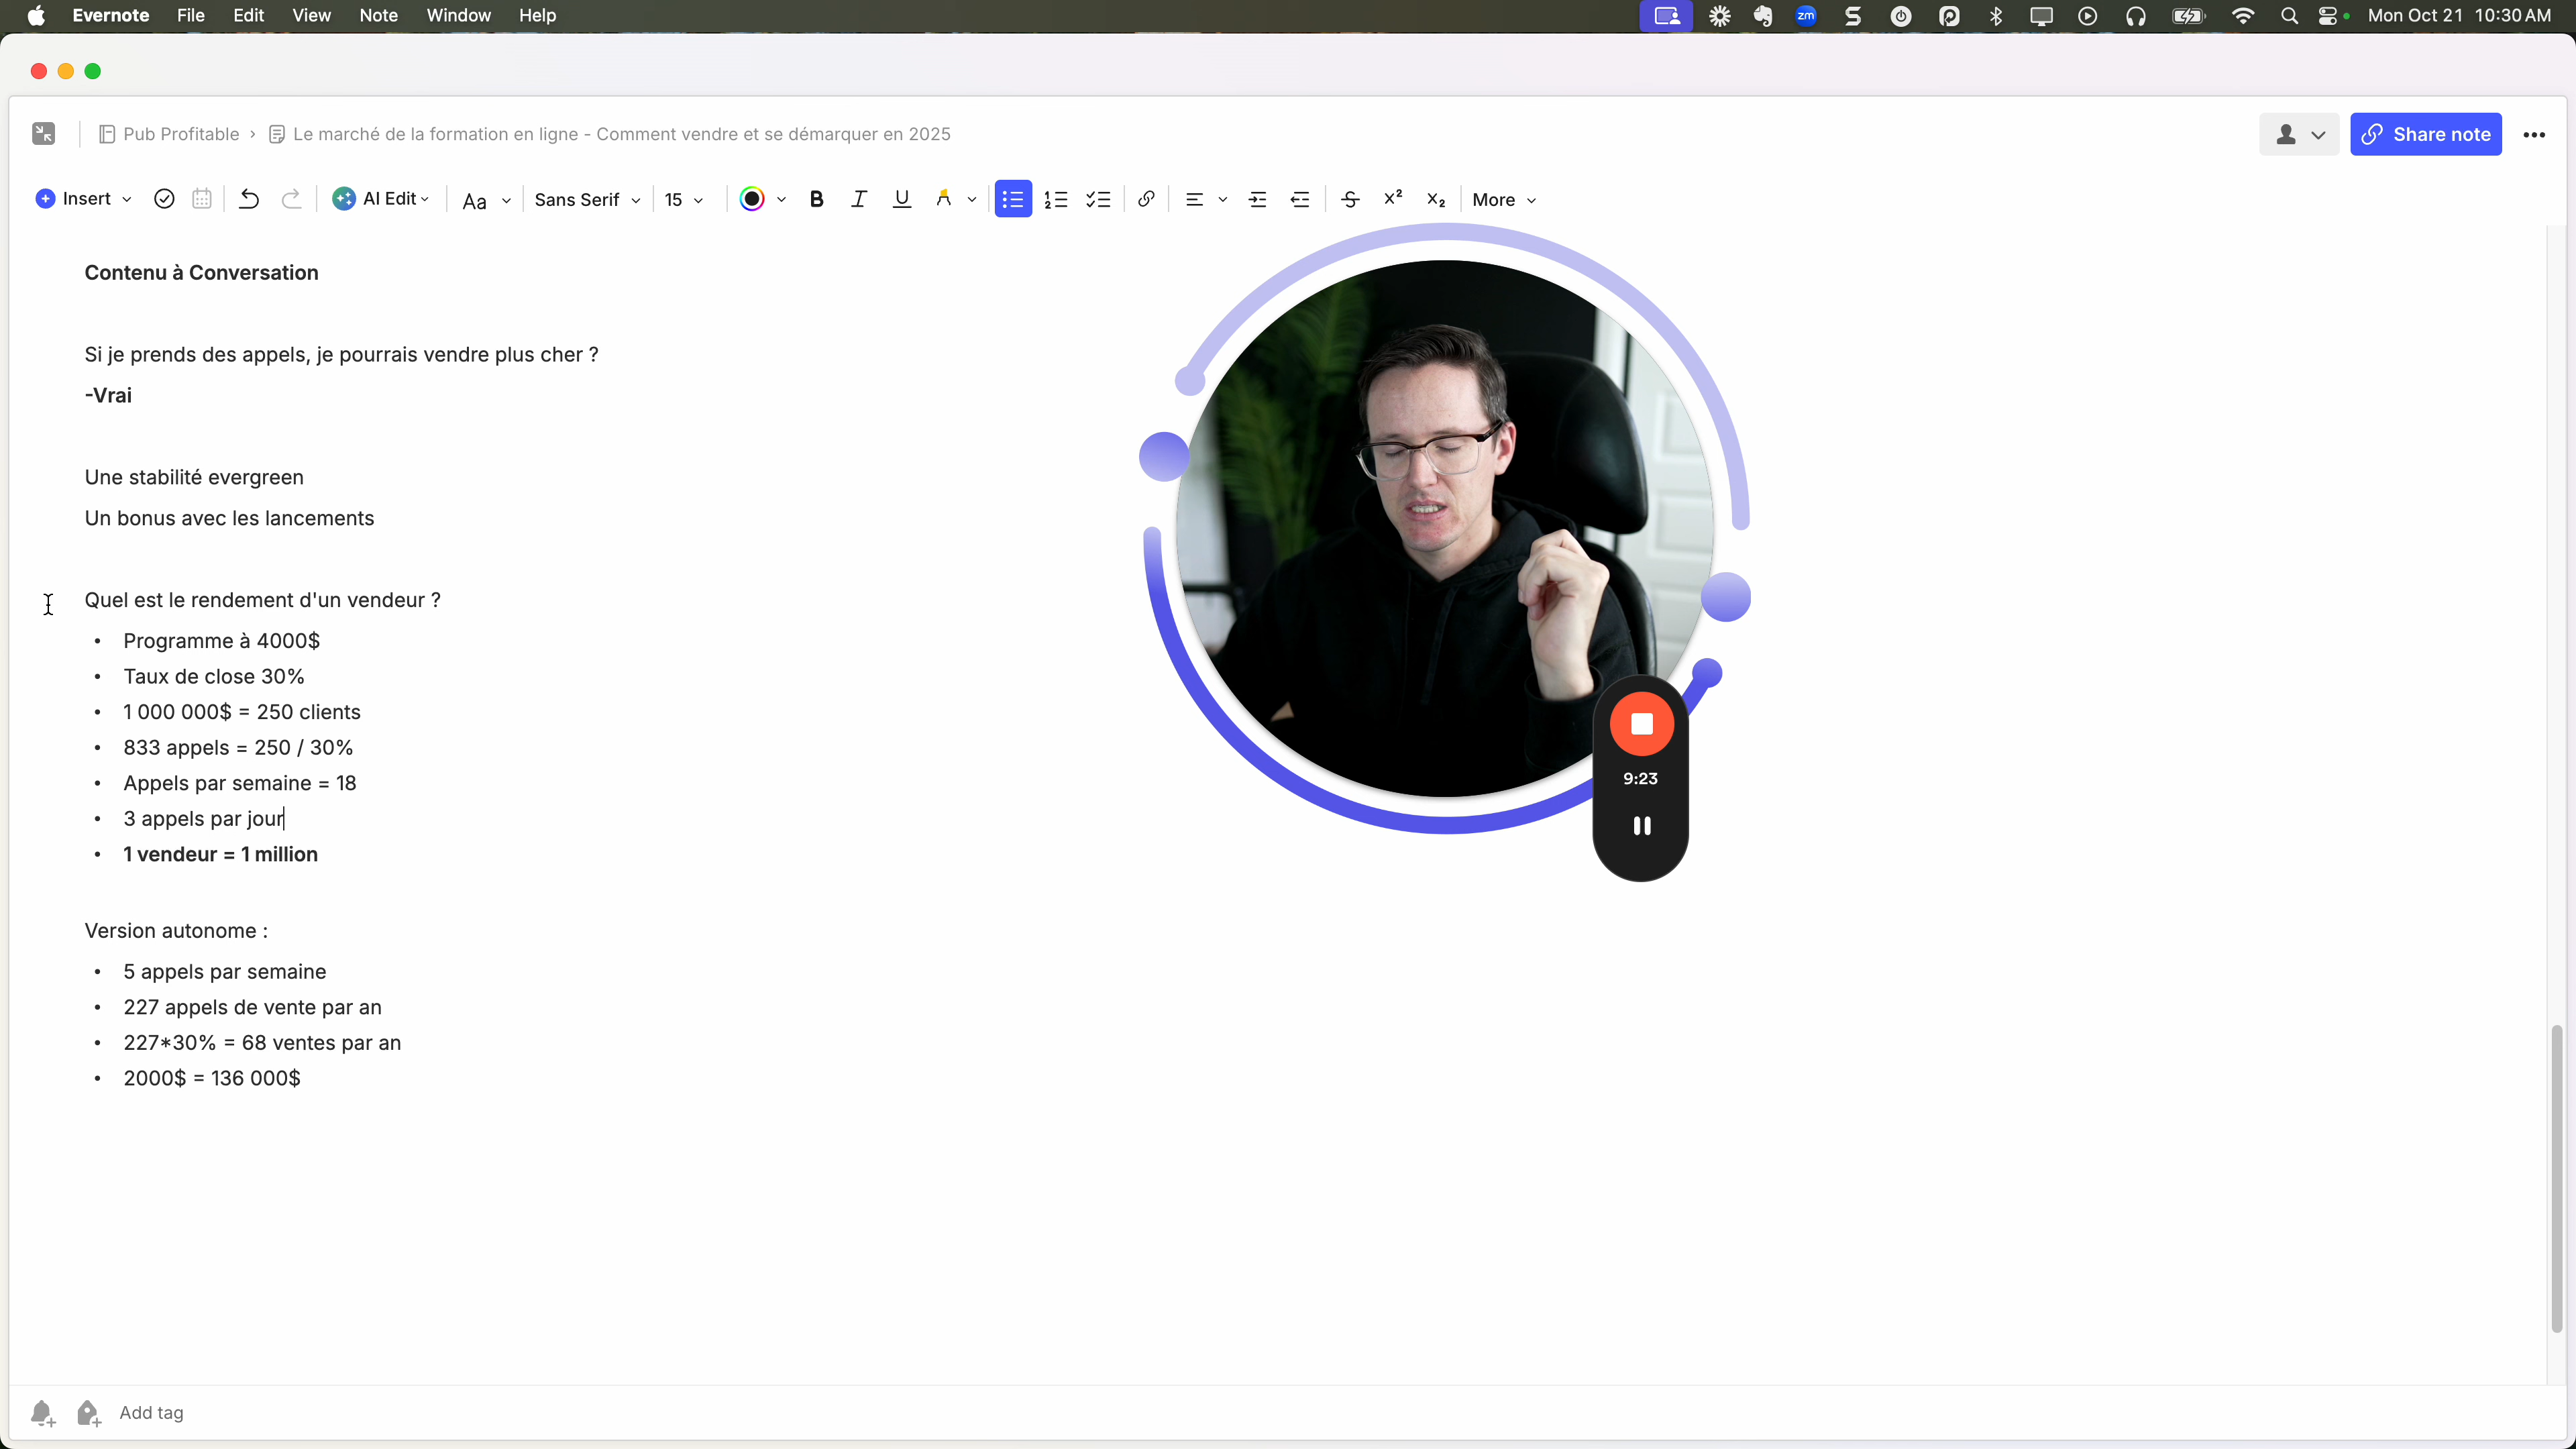 Evernote File Edit View Note Window Help zm Mon Oct 21 10:30 AM
Pub Profitable › Le marché de la formation en ligne - Comment vendre et se démarquer en 2025 Share note
Insert AI Edit Aa Sans Serif 15 B I U X² X₂ More
Contenu à Conversation
Si je prends des appels, je pourrais vendre plus cher ?
-Vrai
Une stabilité evergreen
Un bonus avec les lancements
Quel est le rendement d'un vendeur ?
• Programme à 4000$
• Taux de close 30%
• 1 000 000$ = 250 clients
• 833 appels = 250 / 30%
• Appels par semaine = 18
• 3 appels par jour
• 1 vendeur = 1 million
9:23
Version autonome :
• 5 appels par semaine
• 227 appels de vente par an
• 227*30% = 68 ventes par an
• 2000$ = 136 000$
Add tag